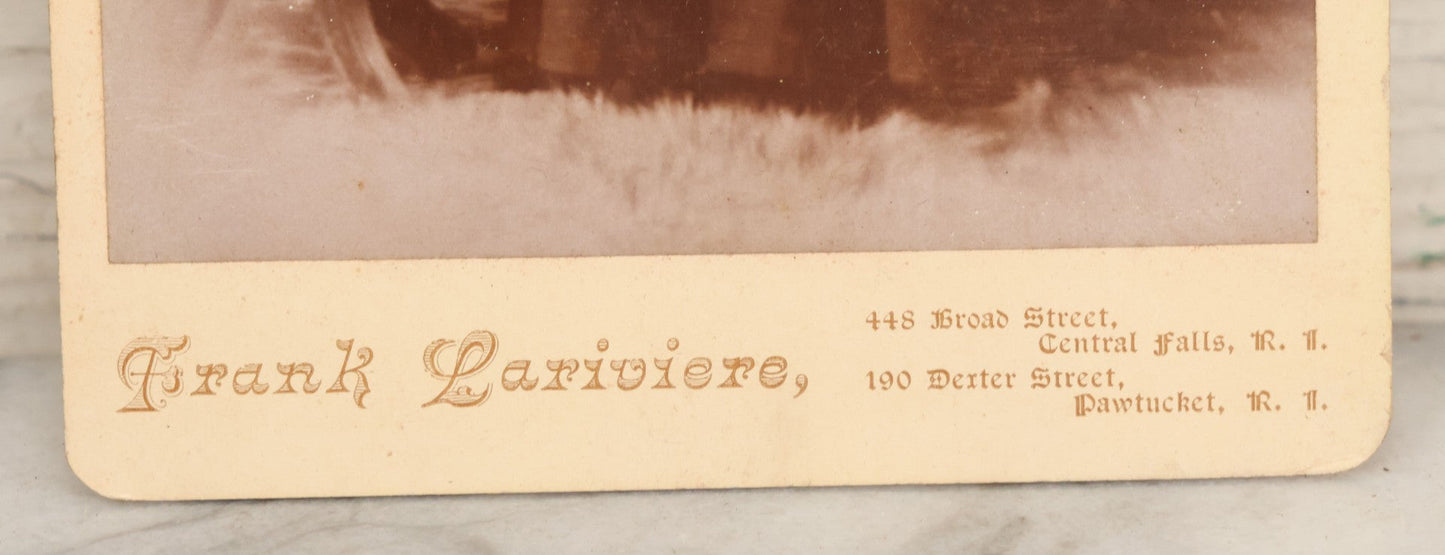 Frank Lariviere,
448 Broad Street,
Central Falls, R. I.
190 Dexter Street,
Pawtucket, R. I.